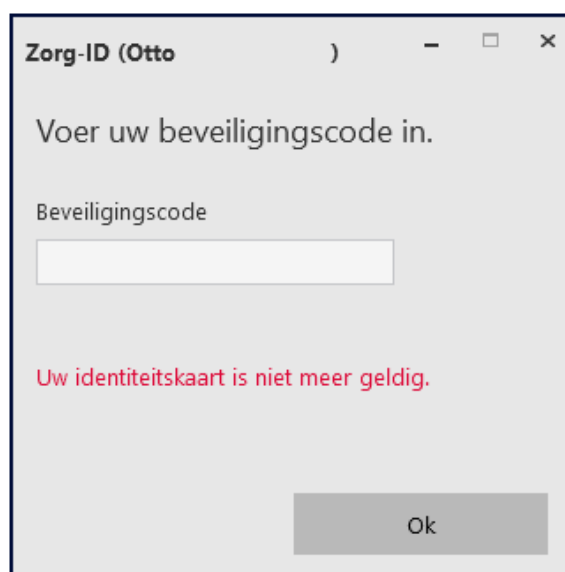 Zorg-ID (Otto )
Voer uw beveiligingscode in.
Beveiligingscode
Uw identiteitskaart is niet meer geldig.
Ok